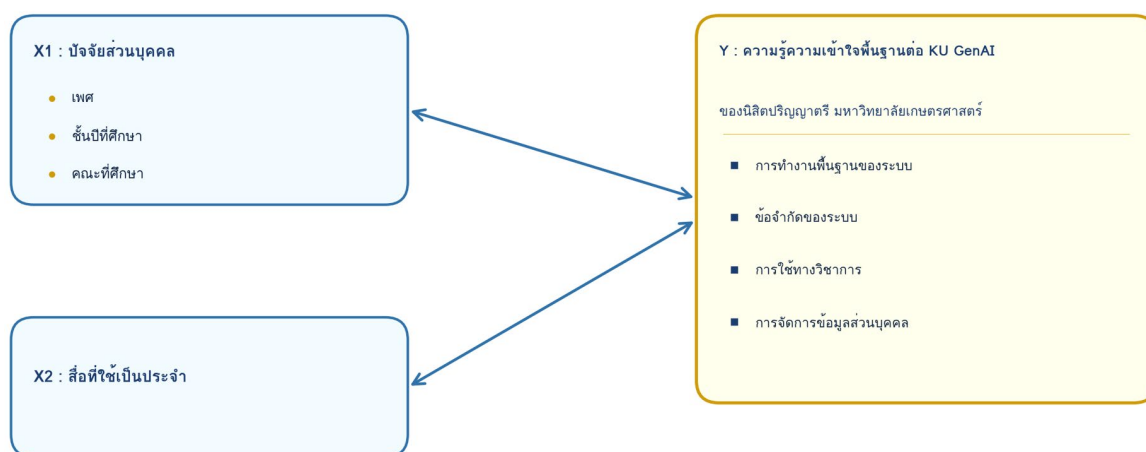 X1 : ปัจจัยส่วนบุคคล
เพศ
ชั้นปีที่ศึกษา
คณะที่ศึกษา
X2 : สื่อที่ใช้เป็นประจำ
Y : ความรู้ความเข้าใจพื้นฐานต่อ KU GenAI
ของนิสิตปริญญาตรี มหาวิทยาลัยเกษตรศาสตร์
การทำงานพื้นฐานของระบบ
ข้อจำกัดของระบบ
การใช้ทางวิชาการ
การจัดการข้อมูลส่วนบุคคล